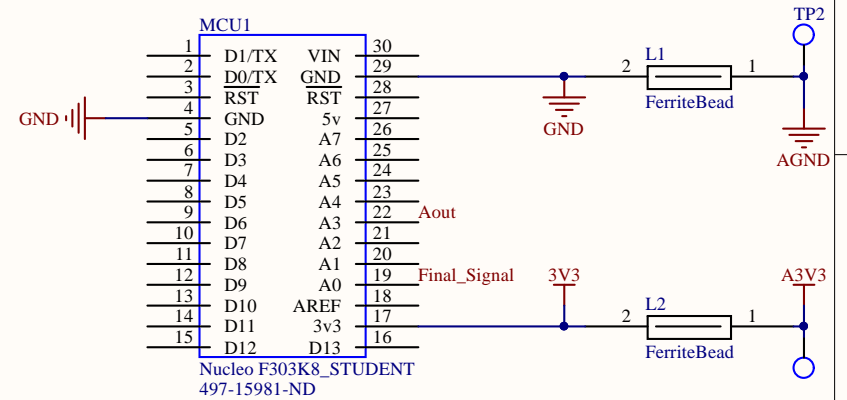 MCU1
TP2
1 D1/TX VIN 30
2 D0/TX GND 29
3 RST RST 28
GND 4 GND 5v 27
5 D2 A7 26
6 D3 A6 25
7 D4 A5 24
8 D5 A4 23
9 D6 A3 22 Aout
10 D7 A2 21
11 D8 A1 20
12 D9 A0 19 Final_Signal
13 D10 AREF 18
14 D11 3v3 17
15 D12 D13 16
Nucleo F303K8_STUDENT
497-15981-ND
L1
2 1
FerriteBead
GND
AGND
3V3
A3V3
L2
2 1
FerriteBead